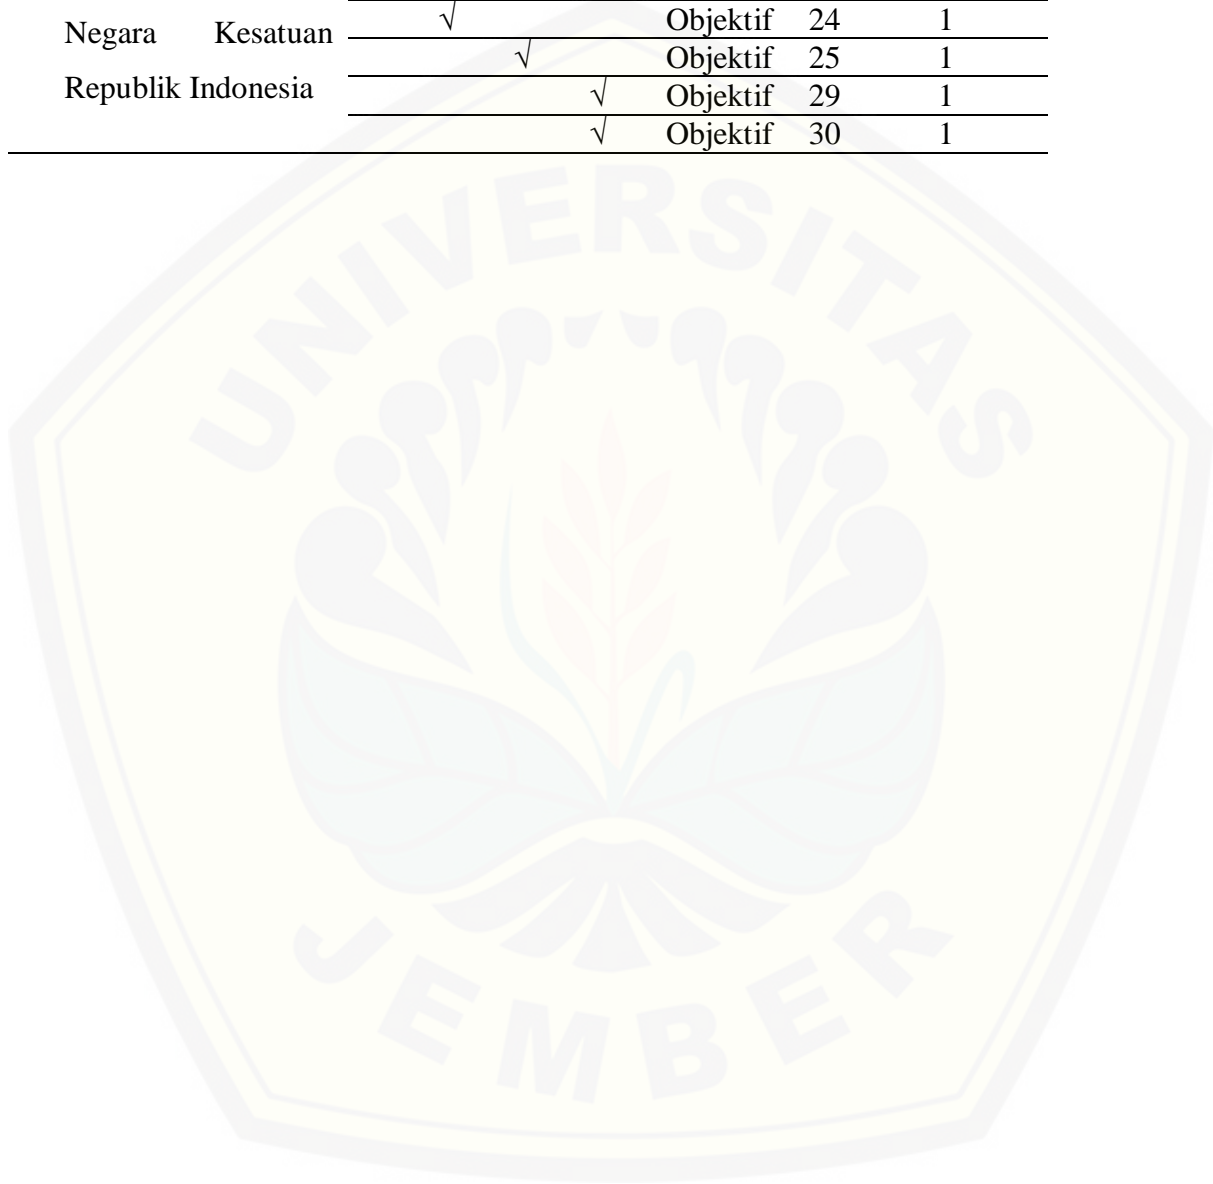 √ Objektif 24 1
Negara Kesatuan
√ Objektif 25 1
Republik Indonesia
√ Objektif 29 1
√ Objektif 30 1
UNIVERSITAS
JEMBER